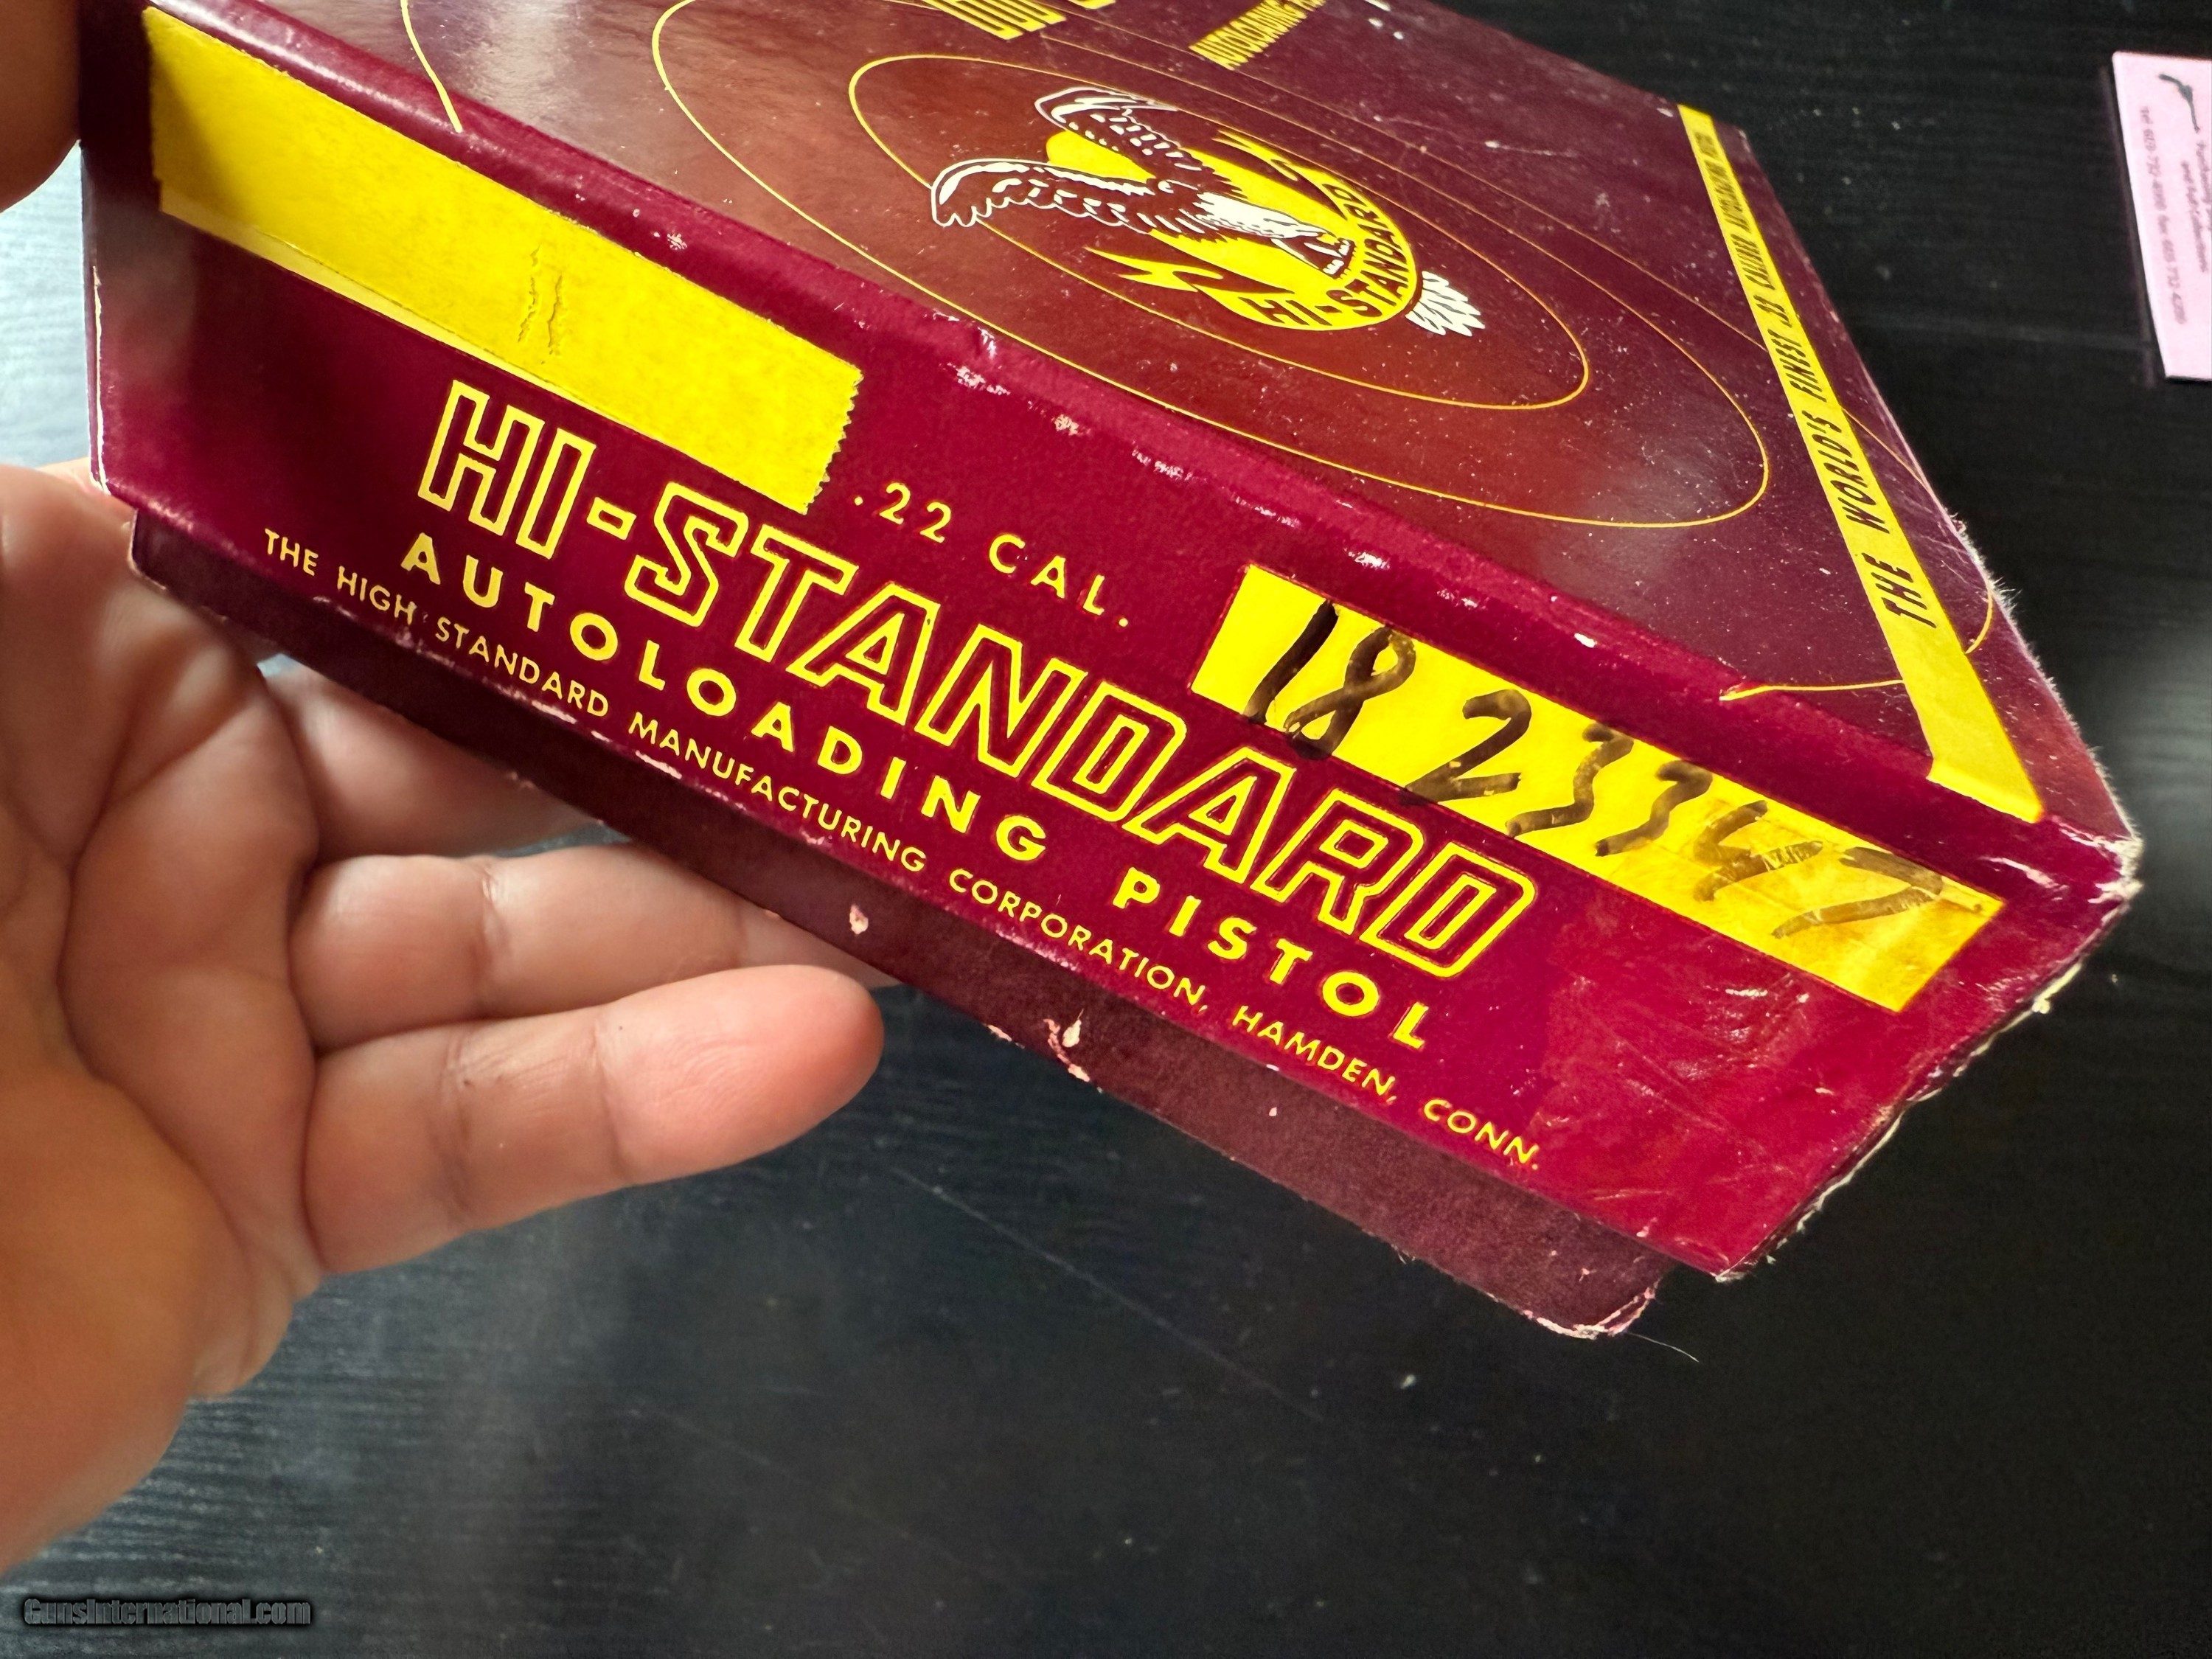 HI-STANDARD
THE WORLD'S FINEST .22 CALIBER AUTOLOADING
.22 CAL.
1823347
HI-STANDARD
AUTOLOADING PISTOL
THE HIGH STANDARD MANUFACTURING CORPORATION, HAMDEN, CONN.
GunsInternational.com